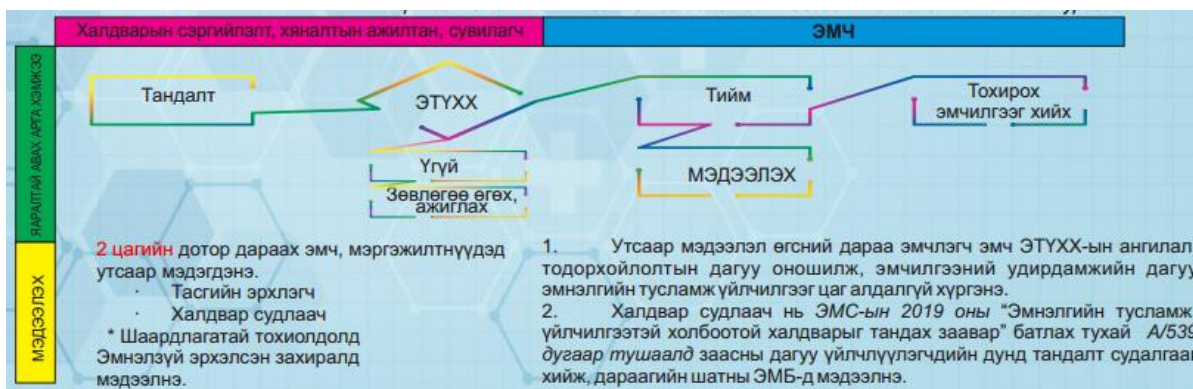 Халдварын сэргийлэлт, хяналтын ажилтан, сувилагч
ЭМЧ
ЯАРАЛТАЙ АВАХ АРГА ХЭМЖЭЭ
Тандалт
ЭТҮХХ
Тийм
Тохирох
эмчилгээг хийх
Үгүй
Зөвлөгөө өгөх,
ажиглах
МЭДЭЭЛЭХ
МЭДЭЭЛЭХ
2 цагийн дотор дараах эмч, мэргэжилтнүүдэд
утсаар мэдэгдэнэ.
· Тасгийн эрхлэгч
· Халдвар судлаач
* Шаардлагатай тохиолдолд
Эмнэлзүй эрхэлсэн захиралд
мэдээлнэ.
1. Утсаар мэдээлэл өгсний дараа эмчлэгч эмч ЭТҮХХ-ын ангилал,
тодорхойлолтын дагуу оношилж, эмчилгээний удирдамжийн дагуу
эмнэлгийн тусламж үйлчилгээг цаг алдалгүй хүргэнэ.
2. Халдвар судлаач нь ЭМС-ын 2019 оны “Эмнэлгийн тусламж,
үйлчилгээтэй холбоотой халдварыг тандах заавар” батлах тухай А/539
дугаар тушаалд заасны дагуу үйлчлүүлэгчдийн дунд тандалт судалгаа
хийж, дараагийн шатны ЭМБ-д мэдээлнэ.